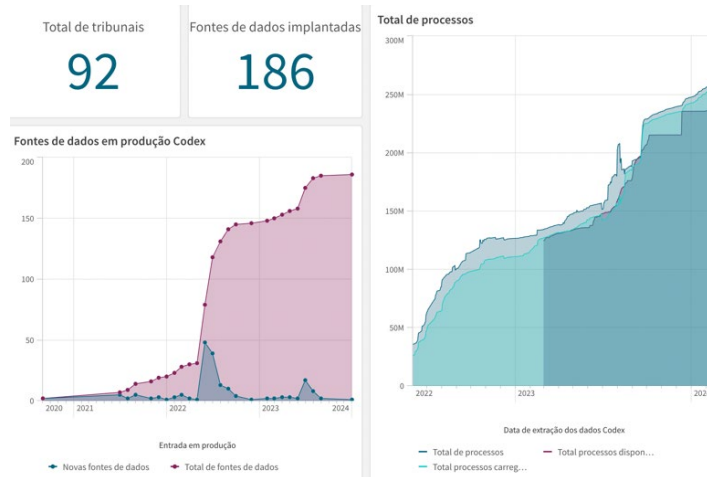 Total de tribunais
92
Fontes de dados implantadas
186
Fontes de dados em produção Codex
200
150
100
50
0
2020
2021
2022
2023
2024
Entrada em produção
Novas fontes de dados
Total de fontes de dados
Total de processos
300M
250M
200M
150M
100M
50M
0
2022
2023
Data de extração dos dados Codex
Total de processos
Total processos dispon...
Total processos carreg...